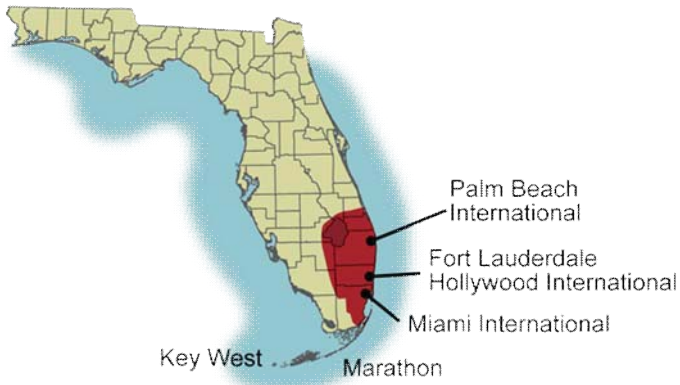 Palm Beach
International
Fort Lauderdale
Hollywood International
Miami International
Key West
Marathon